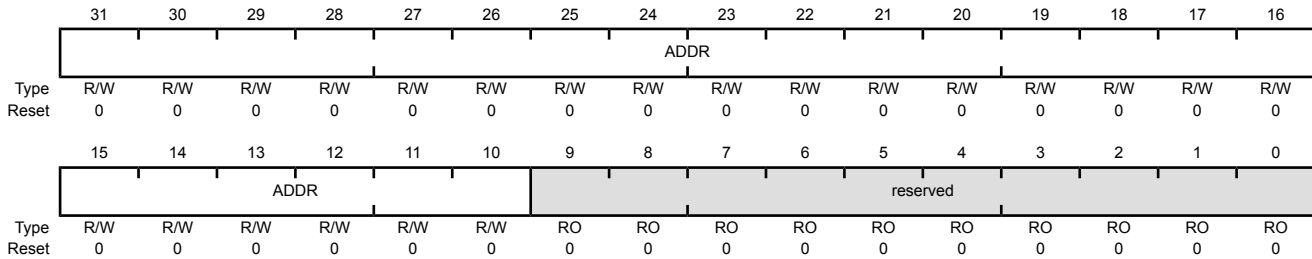 31 30 29 28 27 26 25 24 23 22 21 20 19 18 17 16
ADDR
Type R/W R/W R/W R/W R/W R/W R/W R/W R/W R/W R/W R/W R/W R/W R/W R/W
Reset 0 0 0 0 0 0 0 0 0 0 0 0 0 0 0 0
15 14 13 12 11 10 9 8 7 6 5 4 3 2 1 0
ADDR reserved
Type R/W R/W R/W R/W R/W R/W RO RO RO RO RO RO RO RO RO RO
Reset 0 0 0 0 0 0 0 0 0 0 0 0 0 0 0 0